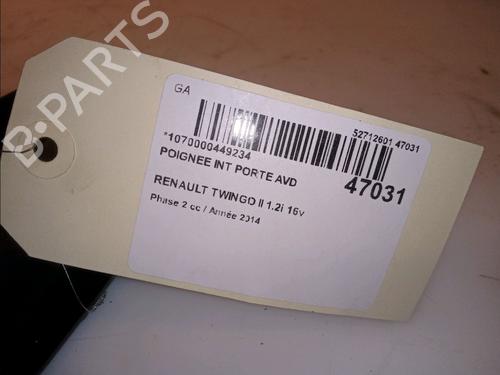 GA
52712601 47031
*1070000449234
POIGNEE INT PORTE AVD
47031
RENAULT TWINGO II 1.2i 16v
Phase 2 cc / Année 2014
B-PARTS